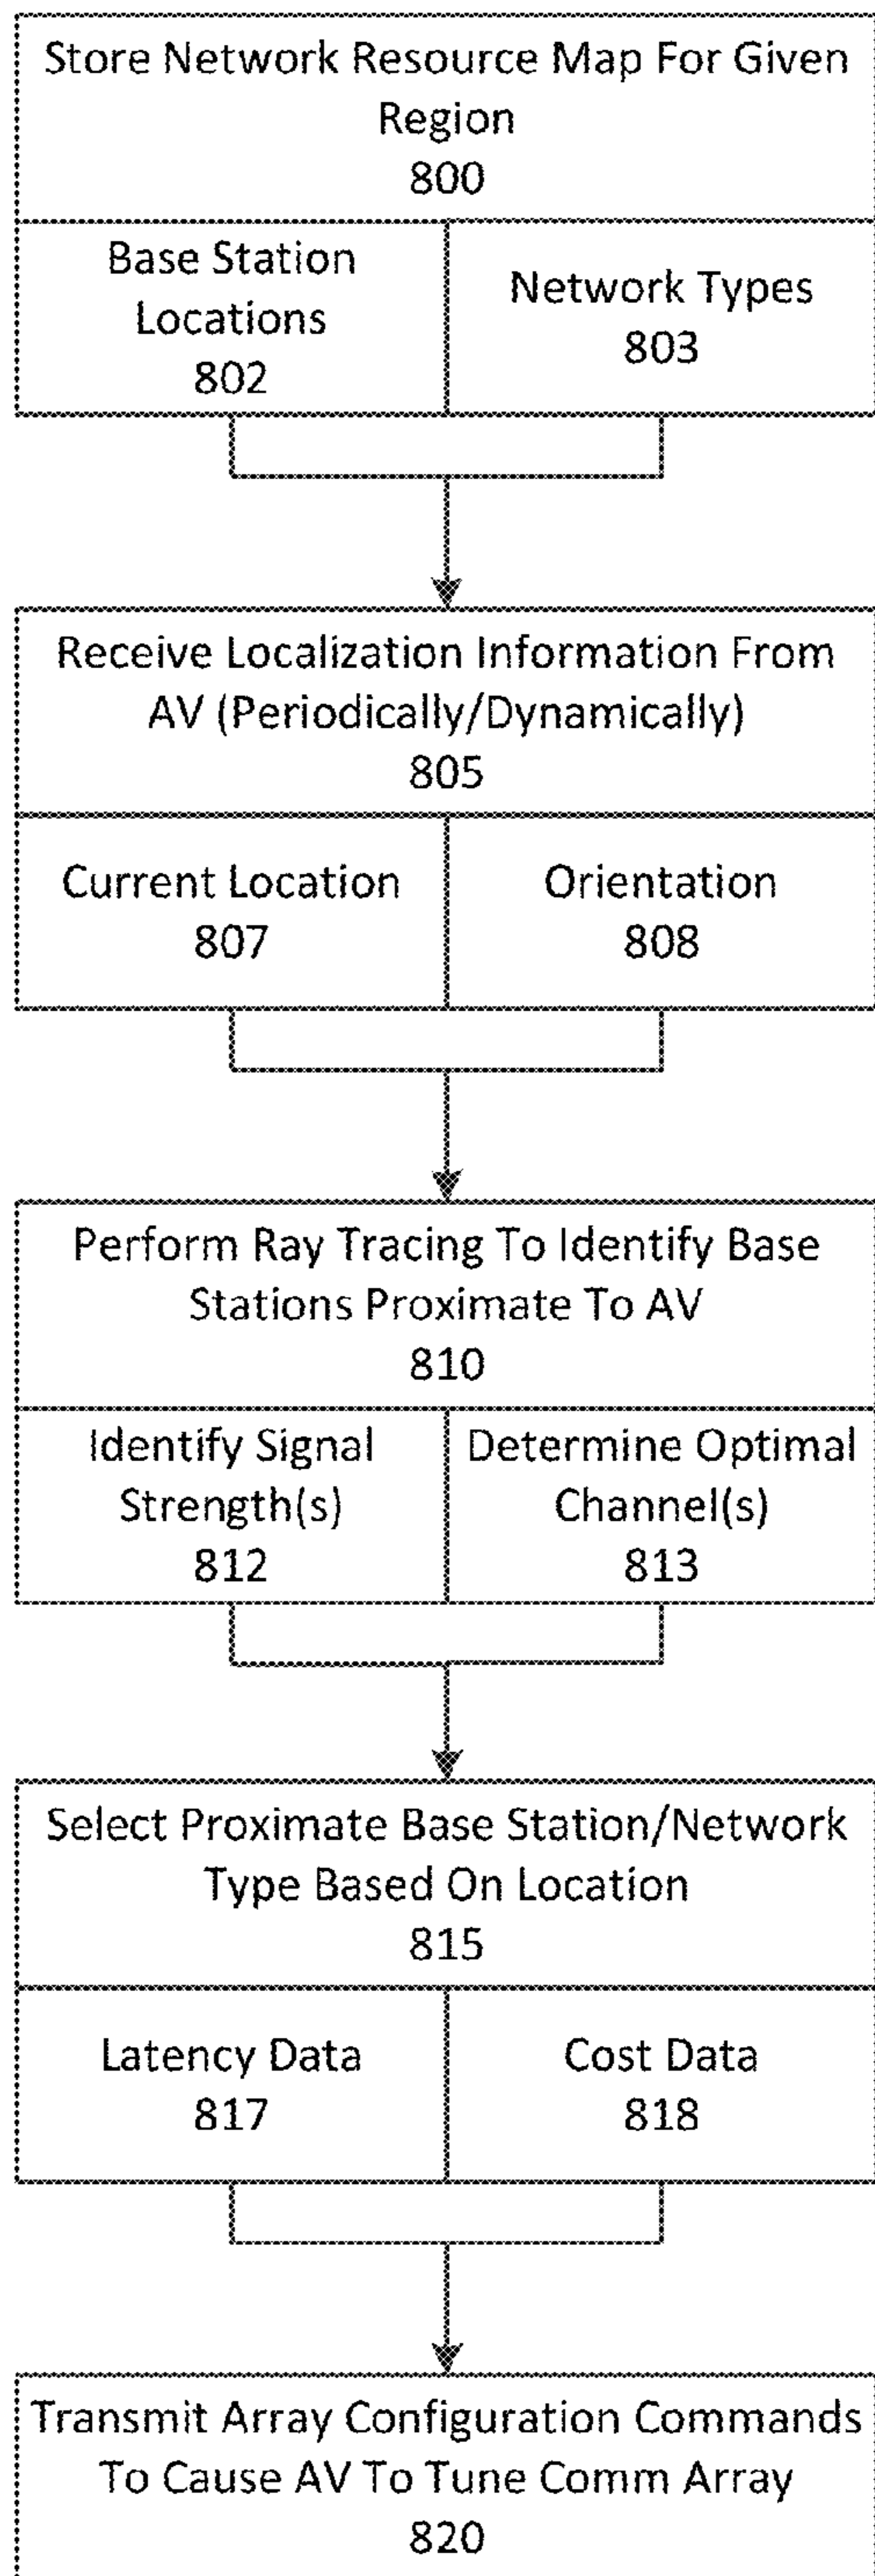 Store Network Resource Map For Given
Region
800
Base Station
Locations
802
Network Types
803
Receive Localization Information From
AV (Periodically/Dynamically)
805
Current Location
807
Orientation
808
Perform Ray Tracing To Identify Base
Stations Proximate To AV
810
Identify Signal
Strength(s)
812
Determine Optimal
Channel(s)
813
Select Proximate Base Station/Network
Type Based On Location
815
Latency Data
817
Cost Data
818
Transmit Array Configuration Commands
To Cause AV To Tune Comm Array
820